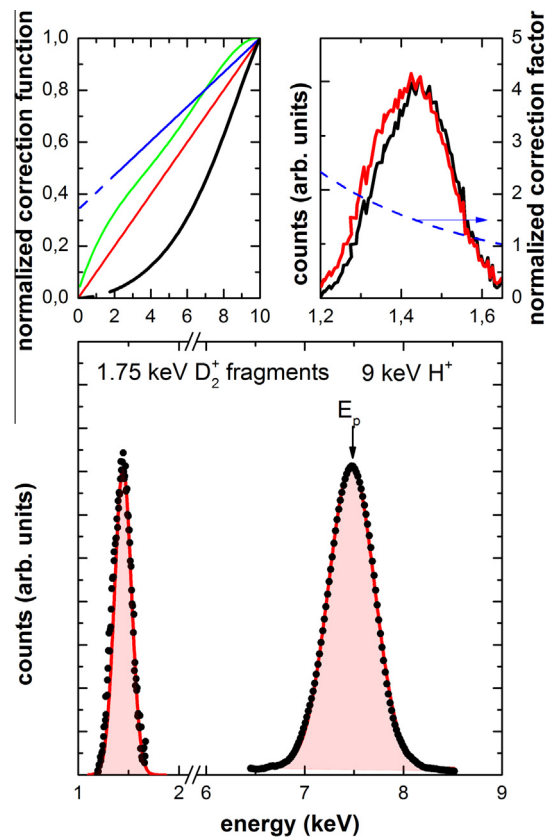 normalized correction function
1,0
0,8
0,6
0,4
0,2
0,0
0 2 4 6 8 10
counts (arb. units)
5
4
3
2
1
0
normalized correction factor
1,2 1,4 1,6
1.75 keV D2+ fragments 9 keV H+
Ep
counts (arb. units)
1 2 6 7 8 9
energy (keV)